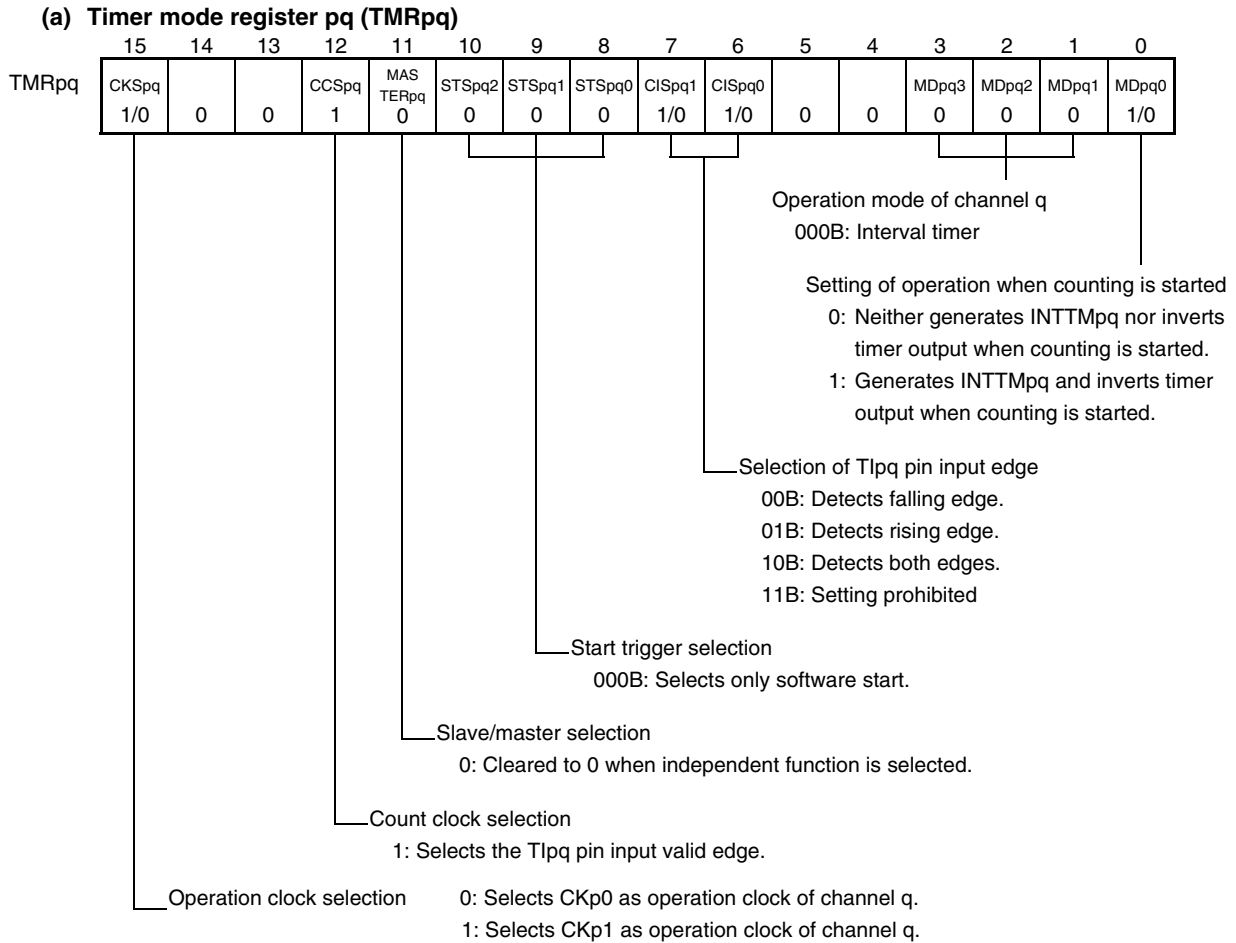 (a) Timer mode register pq (TMRpq)
15 14 13 12 11 10 9 8 7 6 5 4 3 2 1 0
TMRpq CKSpq CCSpq MAS TERpq STSpq2 STSpq1 STSpq0 CISpq1 CISpq0 MDpq3 MDpq2 MDpq1 MDpq0
1/0 0 0 1 0 0 0 0 1/0 1/0 0 0 0 0 0 1/0
Operation mode of channel q
000B: Interval timer
Setting of operation when counting is started
0: Neither generates INTTMpq nor inverts
timer output when counting is started.
1: Generates INTTMpq and inverts timer
output when counting is started.
Selection of TIpq pin input edge
00B: Detects falling edge.
01B: Detects rising edge.
10B: Detects both edges.
11B: Setting prohibited
Start trigger selection
000B: Selects only software start.
Slave/master selection
0: Cleared to 0 when independent function is selected.
Count clock selection
1: Selects the TIpq pin input valid edge.
Operation clock selection 0: Selects CKp0 as operation clock of channel q.
1: Selects CKp1 as operation clock of channel q.